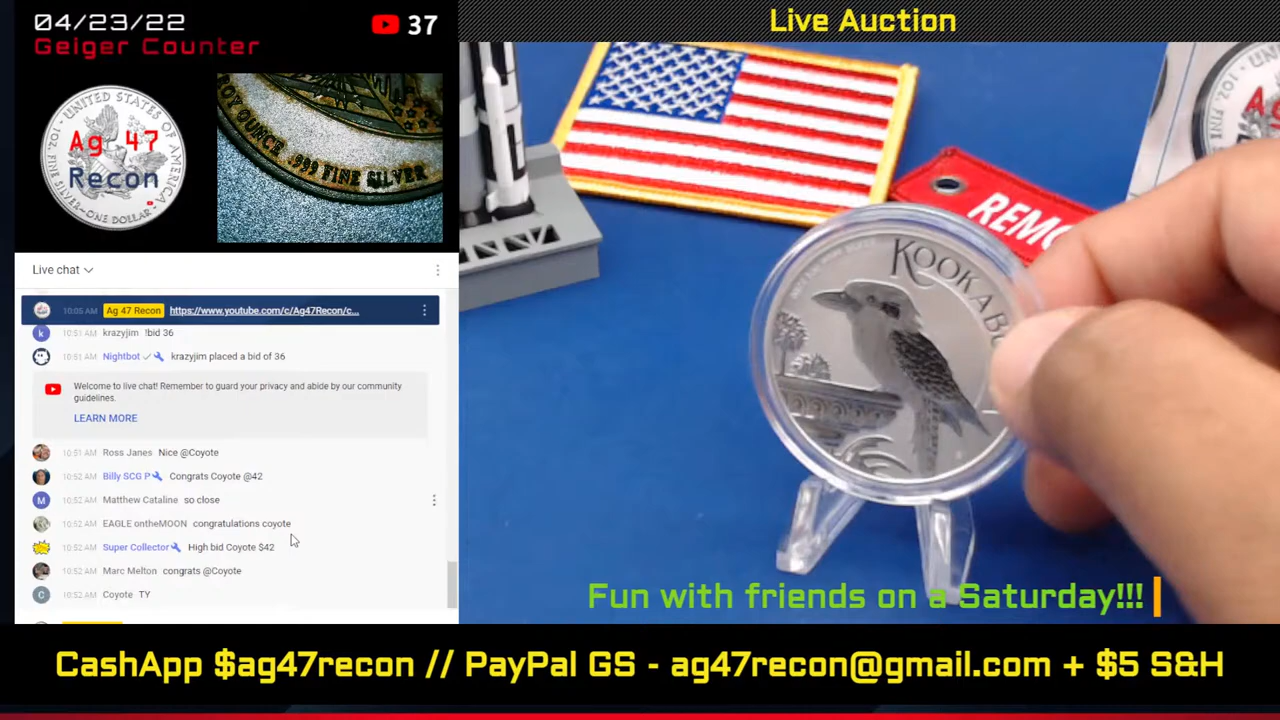 04/23/22
Geiger Counter
37
Live Auction
UNITED STATES OF AMERICA
Ag 47
Recon
1 OZ. FINE SILVER~ONE DOLLAR
OY OUNCE .999 FINE SILVER
REMO
KOOKABU
Live chat
10:05 AM Ag 47 Recon https://www.youtube.com/c/Ag47Recon/c...
k 10:51 AM krazyjim !bid 36
10:51 AM Nightbot krazyjim placed a bid of 36
Welcome to live chat! Remember to guard your privacy and abide by our community
guidelines.
LEARN MORE
10:51 AM Ross Janes Nice @Coyote
10:52 AM Billy SCG P Congrats Coyote @42
M 10:52 AM Matthew Cataline so close
10:52 AM EAGLE ontheMOON congratulations coyote
10:52 AM Super Collector High bid Coyote $42
10:52 AM Marc Melton congrats @Coyote
C 10:52 AM Coyote TY
Fun with friends on a Saturday!!!
CashApp $ag47recon // PayPal GS - ag47recon@gmail.com + $5 S&H